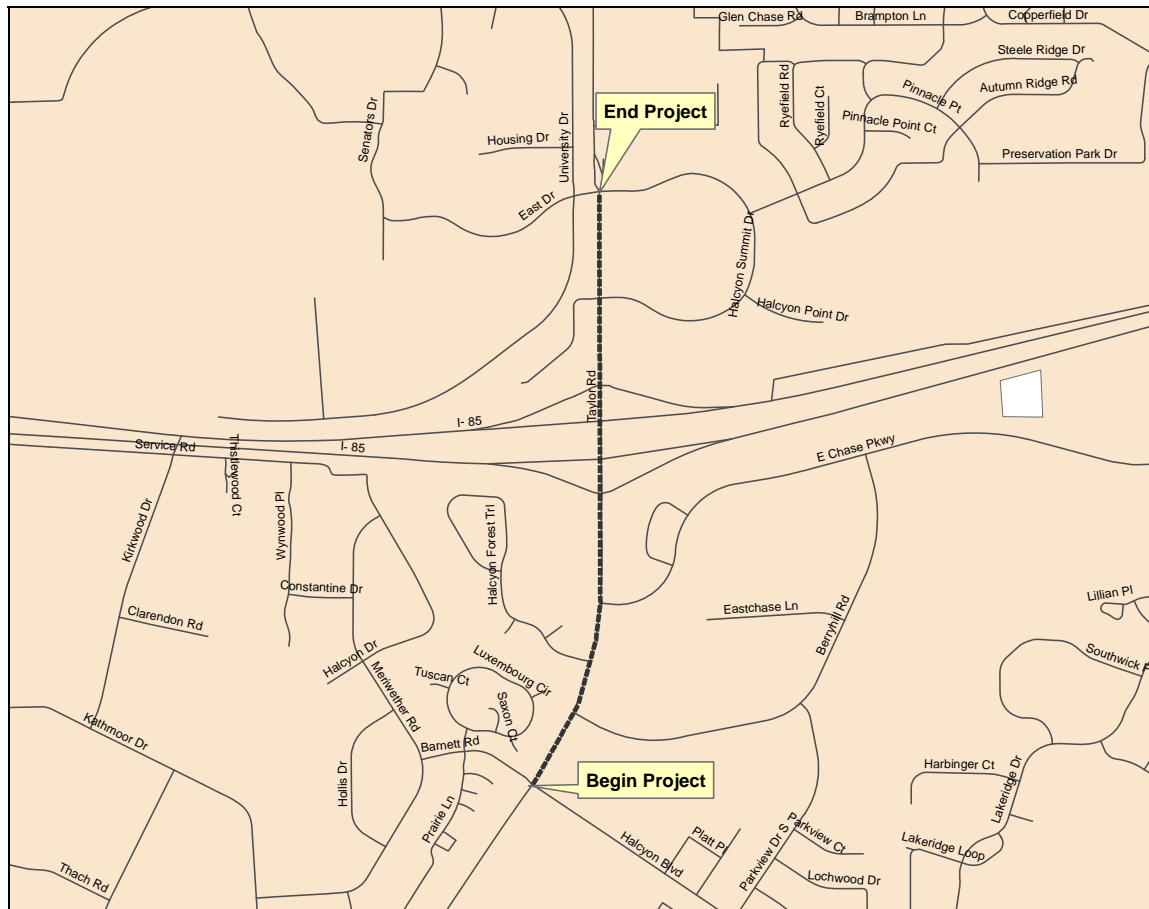 Glen Chase Rd
Brampton Ln
Copperfield Dr
Steele Ridge Dr
Autumn Ridge Rd
Pinnacle Pt
Ryefield Rd
Ryefield Ct
Pinnacle Point Ct
Preservation Park Dr
End Project
Senators Dr
Housing Dr
University Dr
East Dr
Halcyon Summit Dr
Halcyon Point Dr
Taylor Rd
I- 85
I- 85
Service Rd
Thistlewood Ct
E Chase Pkwy
Kirkwood Dr
Wynwood Pl
Halcyon Forest Trl
Constantine Dr
Clarendon Rd
Eastchase Ln
Berryhill Rd
Lillian Pl
Southwick
Halcyon Dr
Meriwether Rd
Tuscan Ct
Luxembourg Cir
Saxon Ct
Kathmoor Dr
Barnett Rd
Hollis Dr
Prairie Ln
Begin Project
Harbinger Ct
Lakeridge Dr
Lakeridge Loop
Halcyon Blvd
Platt Pl
Parkview Dr S
Parkview Ct
Lochwood Dr
Thach Rd